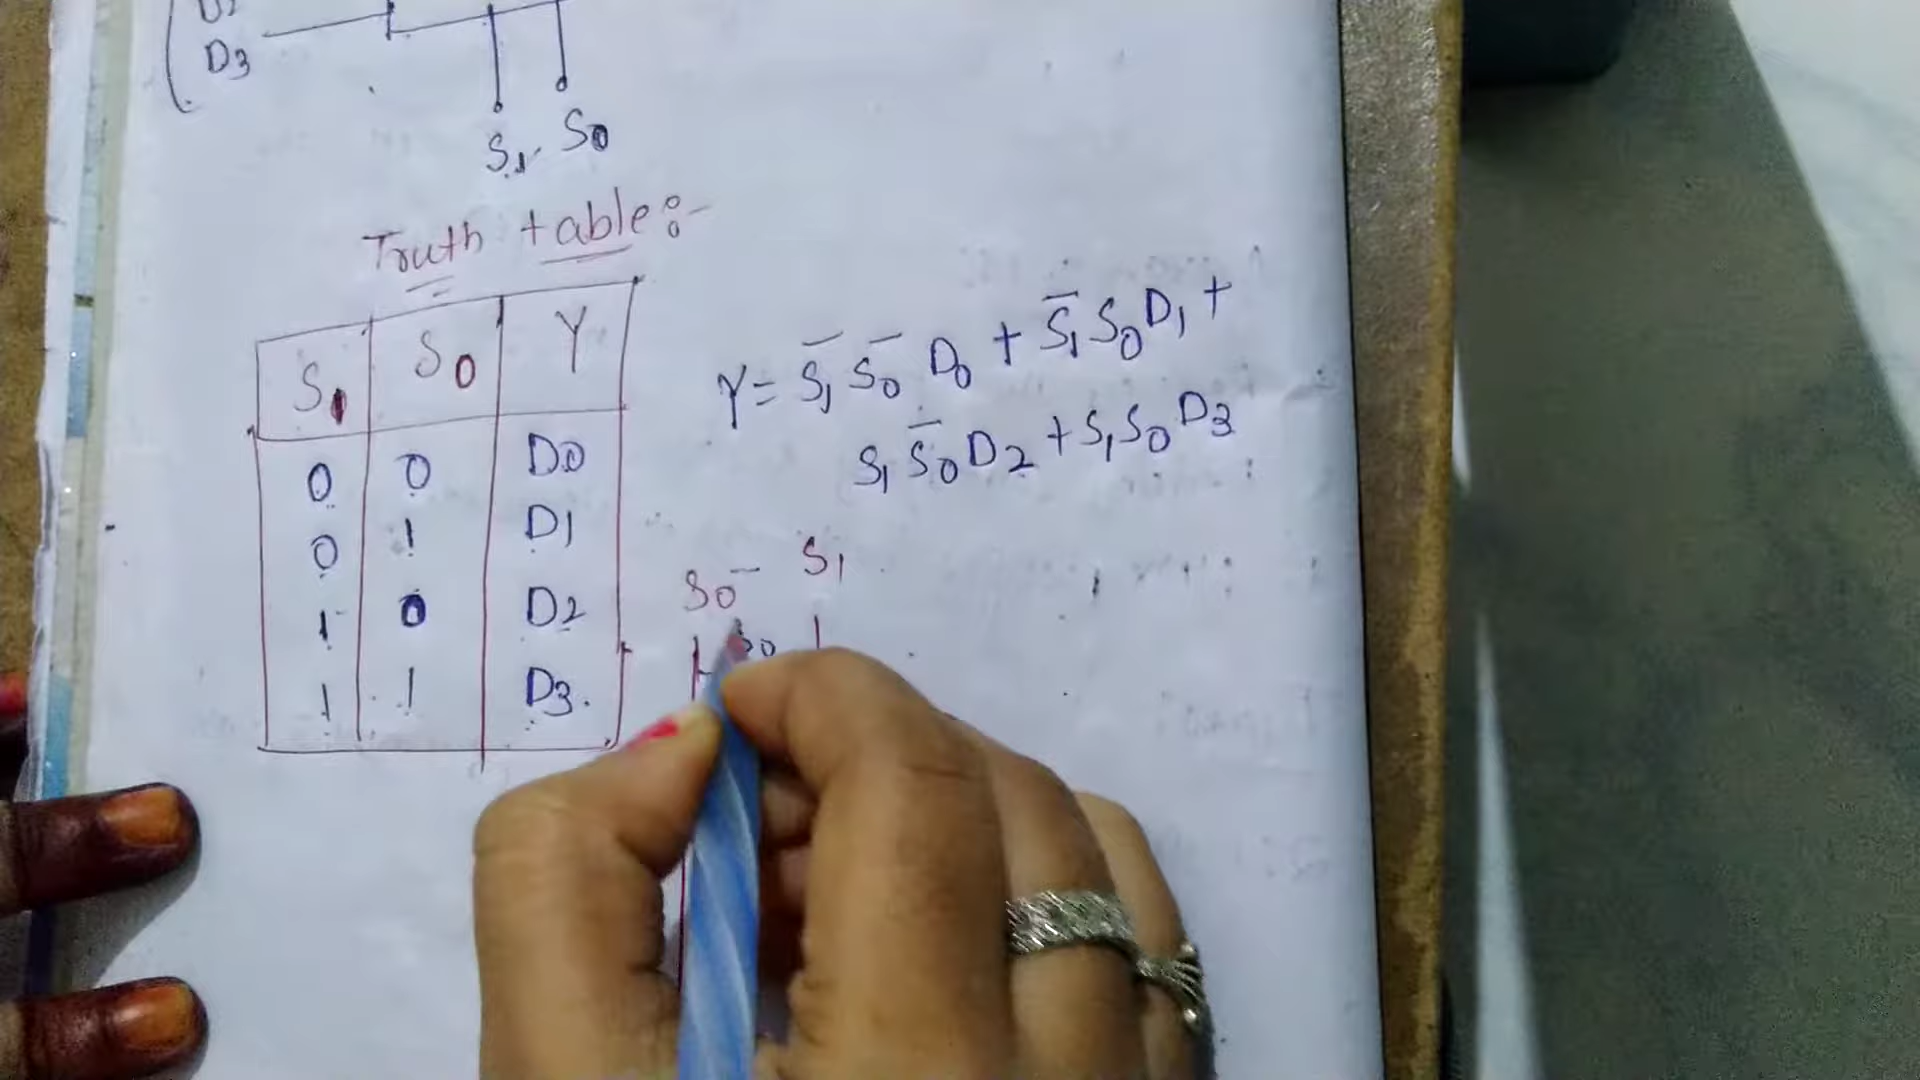 D3
S1 S0
Truth table :-
S1 S0 Y
0 0 D0
0 1 D1
1 0 D2
1 1 D3
Y = S̅1 S̅0 D0 + S̅1 S0 D1 +
S1 S̅0 D2 + S1 S0 D3
S0 S1
S̅0